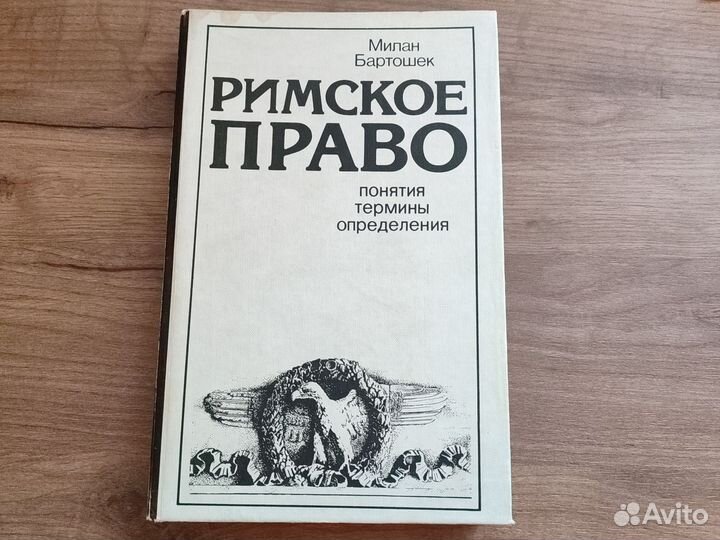 Милан
Бартошек
РИМСКОЕ
ПРАВО
понятия
термины
определения
Avito